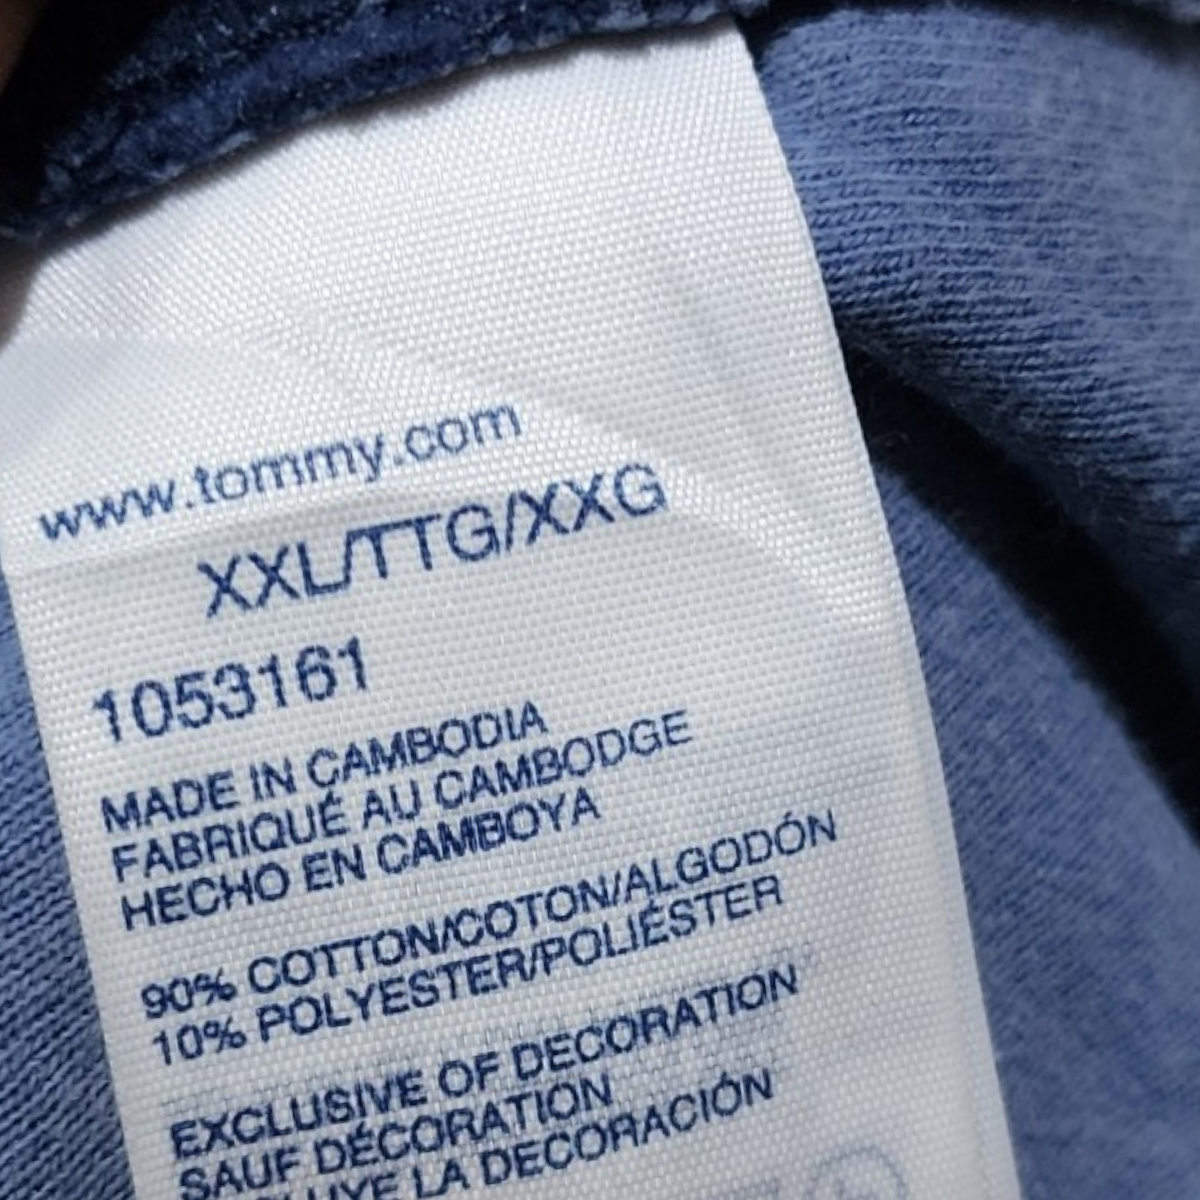 www.tommy.com
XXL/TTG/XXG
1053161
MADE IN CAMBODIA
FABRIQUÉ AU CAMBODGE
HECHO EN CAMBOYA
90% COTTON/COTON/ALGODÓN
10% POLYESTER/POLIÉSTER
EXCLUSIVE OF DECORATION
SAUF DÉCORATION
LA DECORACIÓN